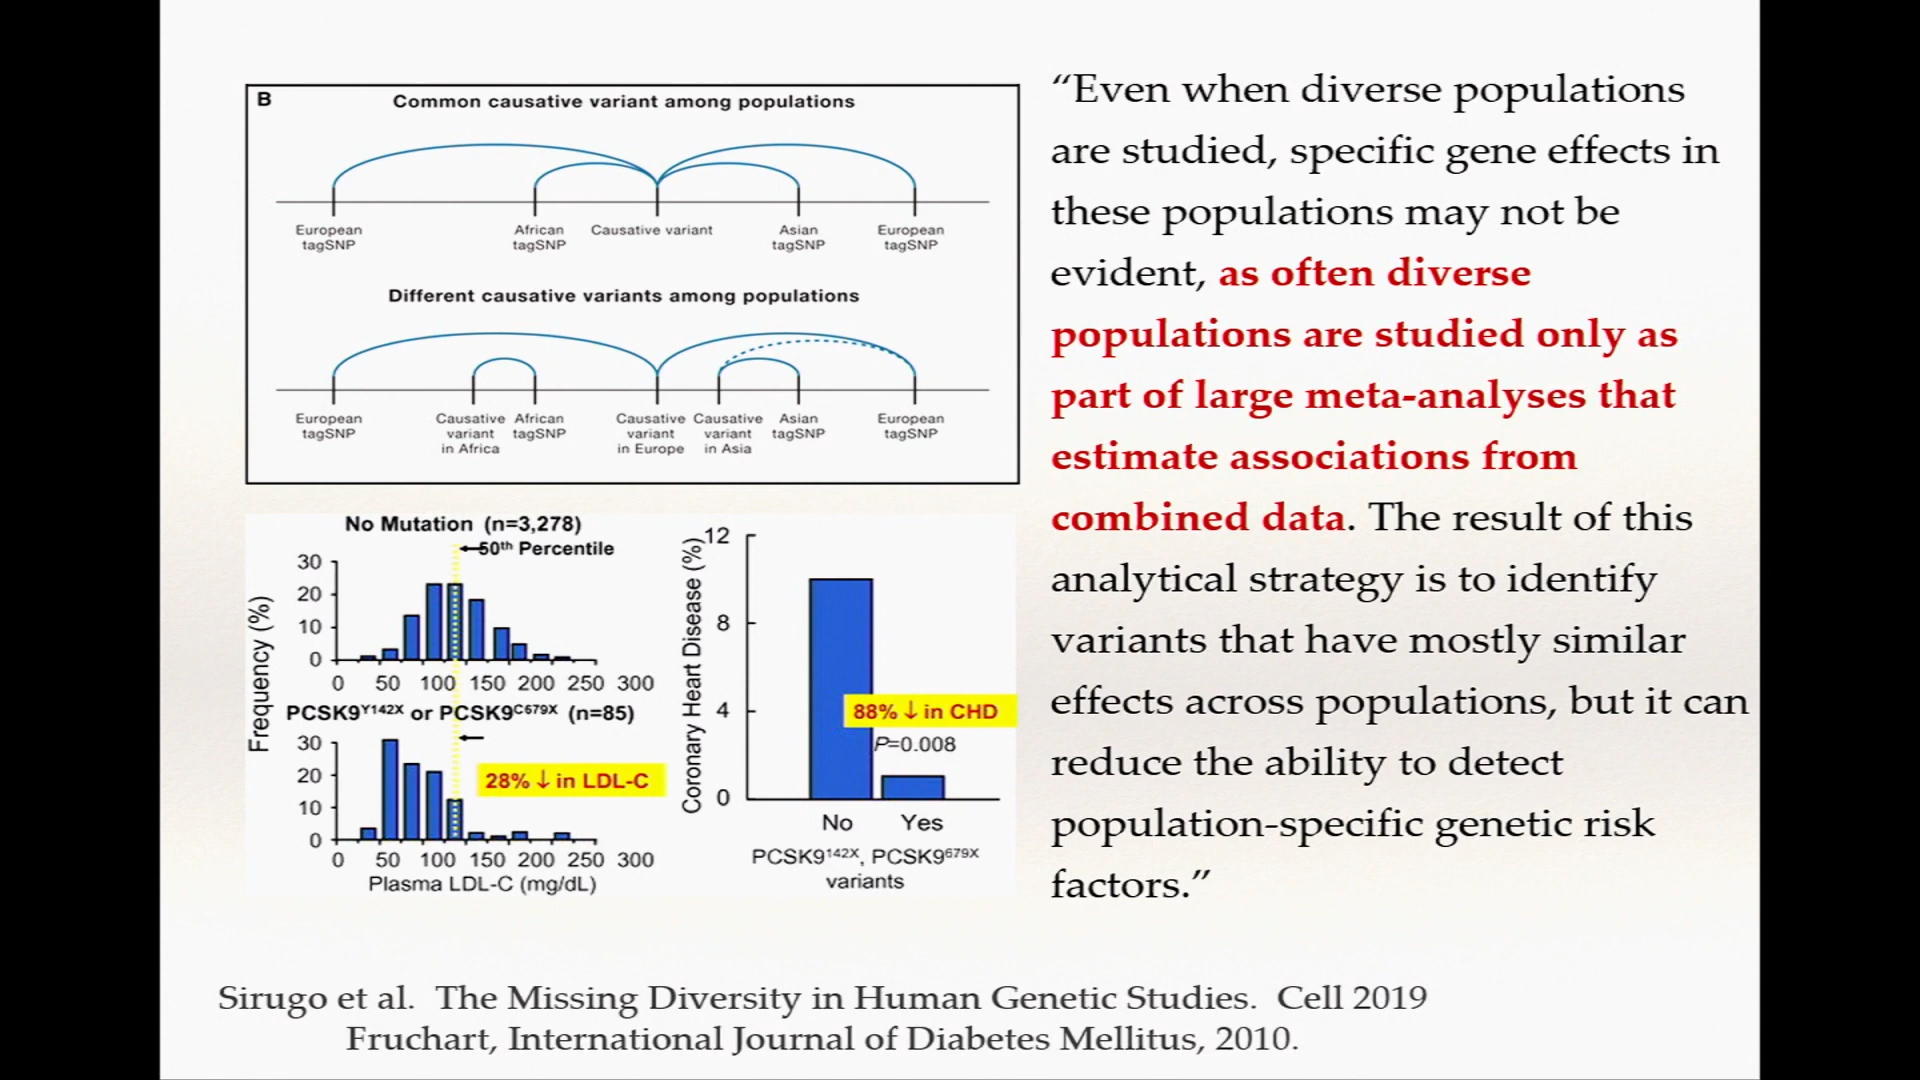 B
Common causative variant among populations
European tagSNP
African tagSNP
Causative variant
Asian tagSNP
European tagSNP
Different causative variants among populations
European tagSNP
Causative variant in Africa
African tagSNP
Causative variant in Europe
Causative variant in Asia
Asian tagSNP
European tagSNP
No Mutation (n=3,278)
50th Percentile
Frequency (%)
30
20
10
0
0 50 100 150 200 250 300
PCSK9Y142X or PCSK9C679X (n=85)
30
20
10
0
28% ↓ in LDL-C
0 50 100 150 200 250 300
Plasma LDL-C (mg/dL)
Coronary Heart Disease (%)
12
8
4
0
88% ↓ in CHD
P=0.008
No Yes
PCSK9142X, PCSK9679X
variants
“Even when diverse populations
are studied, specific gene effects in
these populations may not be
evident, as often diverse
populations are studied only as
part of large meta-analyses that
estimate associations from
combined data. The result of this
analytical strategy is to identify
variants that have mostly similar
effects across populations, but it can
reduce the ability to detect
population-specific genetic risk
factors.”
Sirugo et al. The Missing Diversity in Human Genetic Studies. Cell 2019
Fruchart, International Journal of Diabetes Mellitus, 2010.